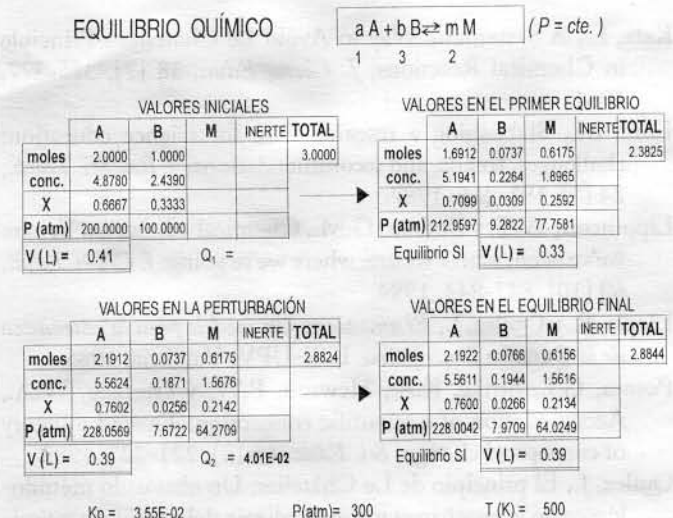 EQUILIBRIO QUÍMICO
a A + b B ⇄ m M
( P = cte. )
1 3 2
VALORES INICIALES
A B M INERTE TOTAL
moles 2.0000 1.0000 3.0000
conc. 4.8780 2.4390
X 0.6667 0.3333
P (atm) 200.0000 100.0000
V ( L ) = 0.41 Q₁ =
VALORES EN EL PRIMER EQUILIBRIO
A B M INERTE TOTAL
moles 1.6912 0.0737 0.6175 2.3825
conc. 5.1941 0.2264 1.8965
X 0.7099 0.0309 0.2592
P (atm) 212.9597 9.2822 77.7581
Equilibrio SI V ( L ) = 0.33
VALORES EN LA PERTURBACIÓN
A B M INERTE TOTAL
moles 2.1912 0.0737 0.6175 2.8824
conc. 5.5624 0.1871 1.5676
X 0.7602 0.0256 0.2142
P (atm) 228.0569 7.6722 64.2709
V ( L ) = 0.39 Q₂ = 4.01E-02
VALORES EN EL EQUILIBRIO FINAL
A B M INERTE TOTAL
moles 2.1922 0.0766 0.6156 2.8844
conc. 5.5611 0.1944 1.5616
X 0.7600 0.0266 0.2134
P (atm) 228.0042 7.9709 64.0249
Equilibrio SI V ( L ) = 0.39
Kp = 3.55E-02 P(atm)= 300 T (K) = 500